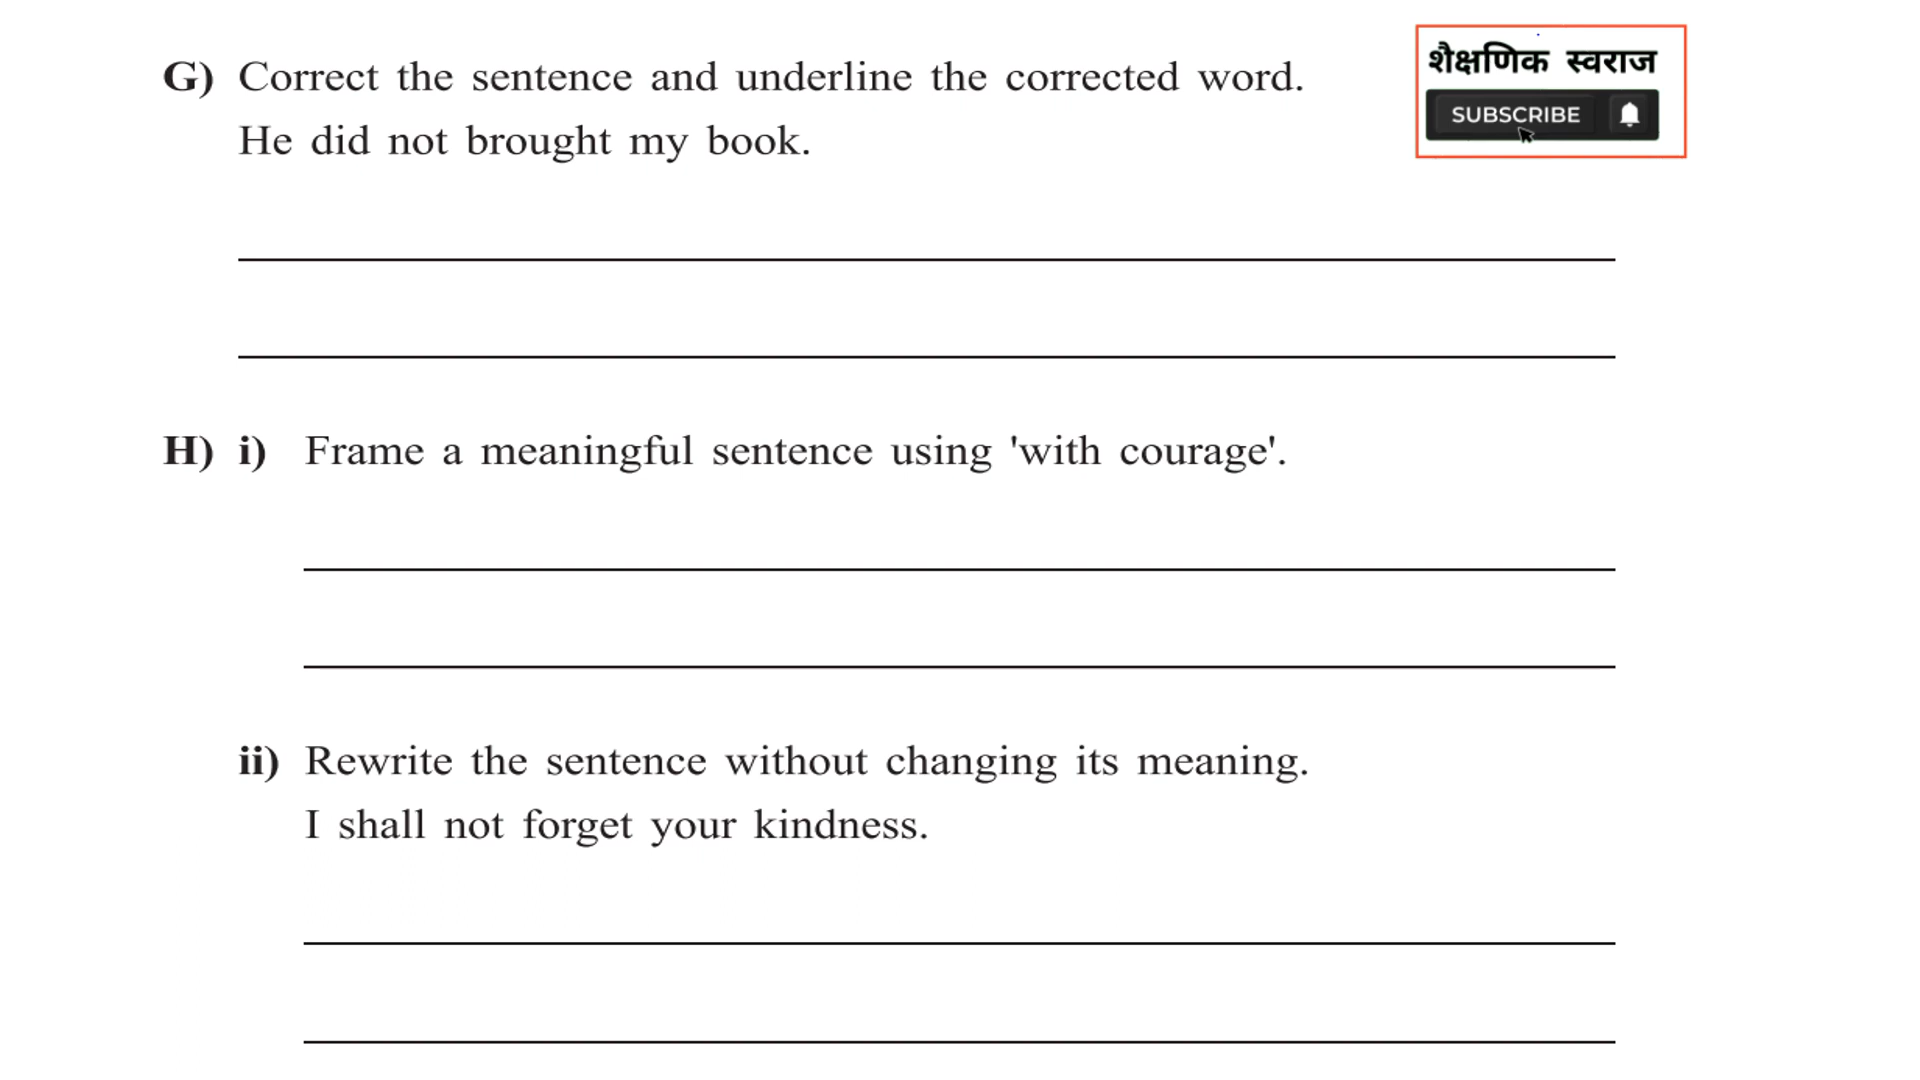 G) Correct the sentence and underline the corrected word.
He did not brought my book.
शैक्षणिक स्वराज
SUBSCRIBE
H) i) Frame a meaningful sentence using 'with courage'.
ii) Rewrite the sentence without changing its meaning.
I shall not forget your kindness.